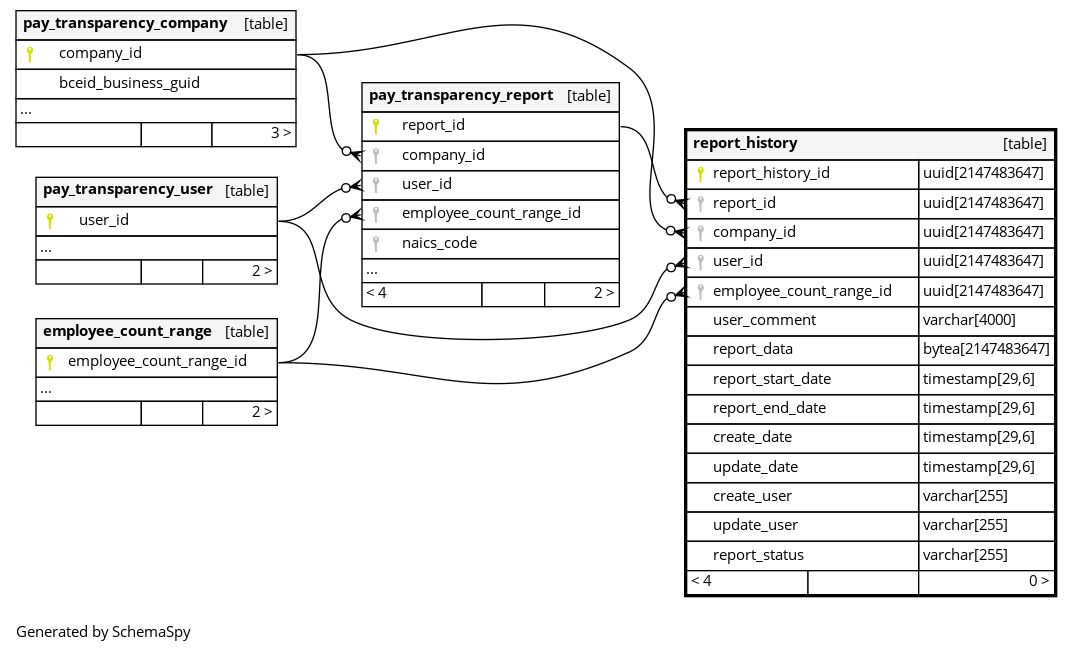 pay_transparency_company [table]
company_id
bceid_business_guid
...
3 >
pay_transparency_user [table]
user_id
...
2 >
employee_count_range [table]
employee_count_range_id
...
2 >
pay_transparency_report [table]
report_id
company_id
user_id
employee_count_range_id
naics_code
...
< 4 2 >
report_history [table]
report_history_id uuid[2147483647]
report_id uuid[2147483647]
company_id uuid[2147483647]
user_id uuid[2147483647]
employee_count_range_id uuid[2147483647]
user_comment varchar[4000]
report_data bytea[2147483647]
report_start_date timestamp[29,6]
report_end_date timestamp[29,6]
create_date timestamp[29,6]
update_date timestamp[29,6]
create_user varchar[255]
update_user varchar[255]
report_status varchar[255]
< 4 0 >
Generated by SchemaSpy